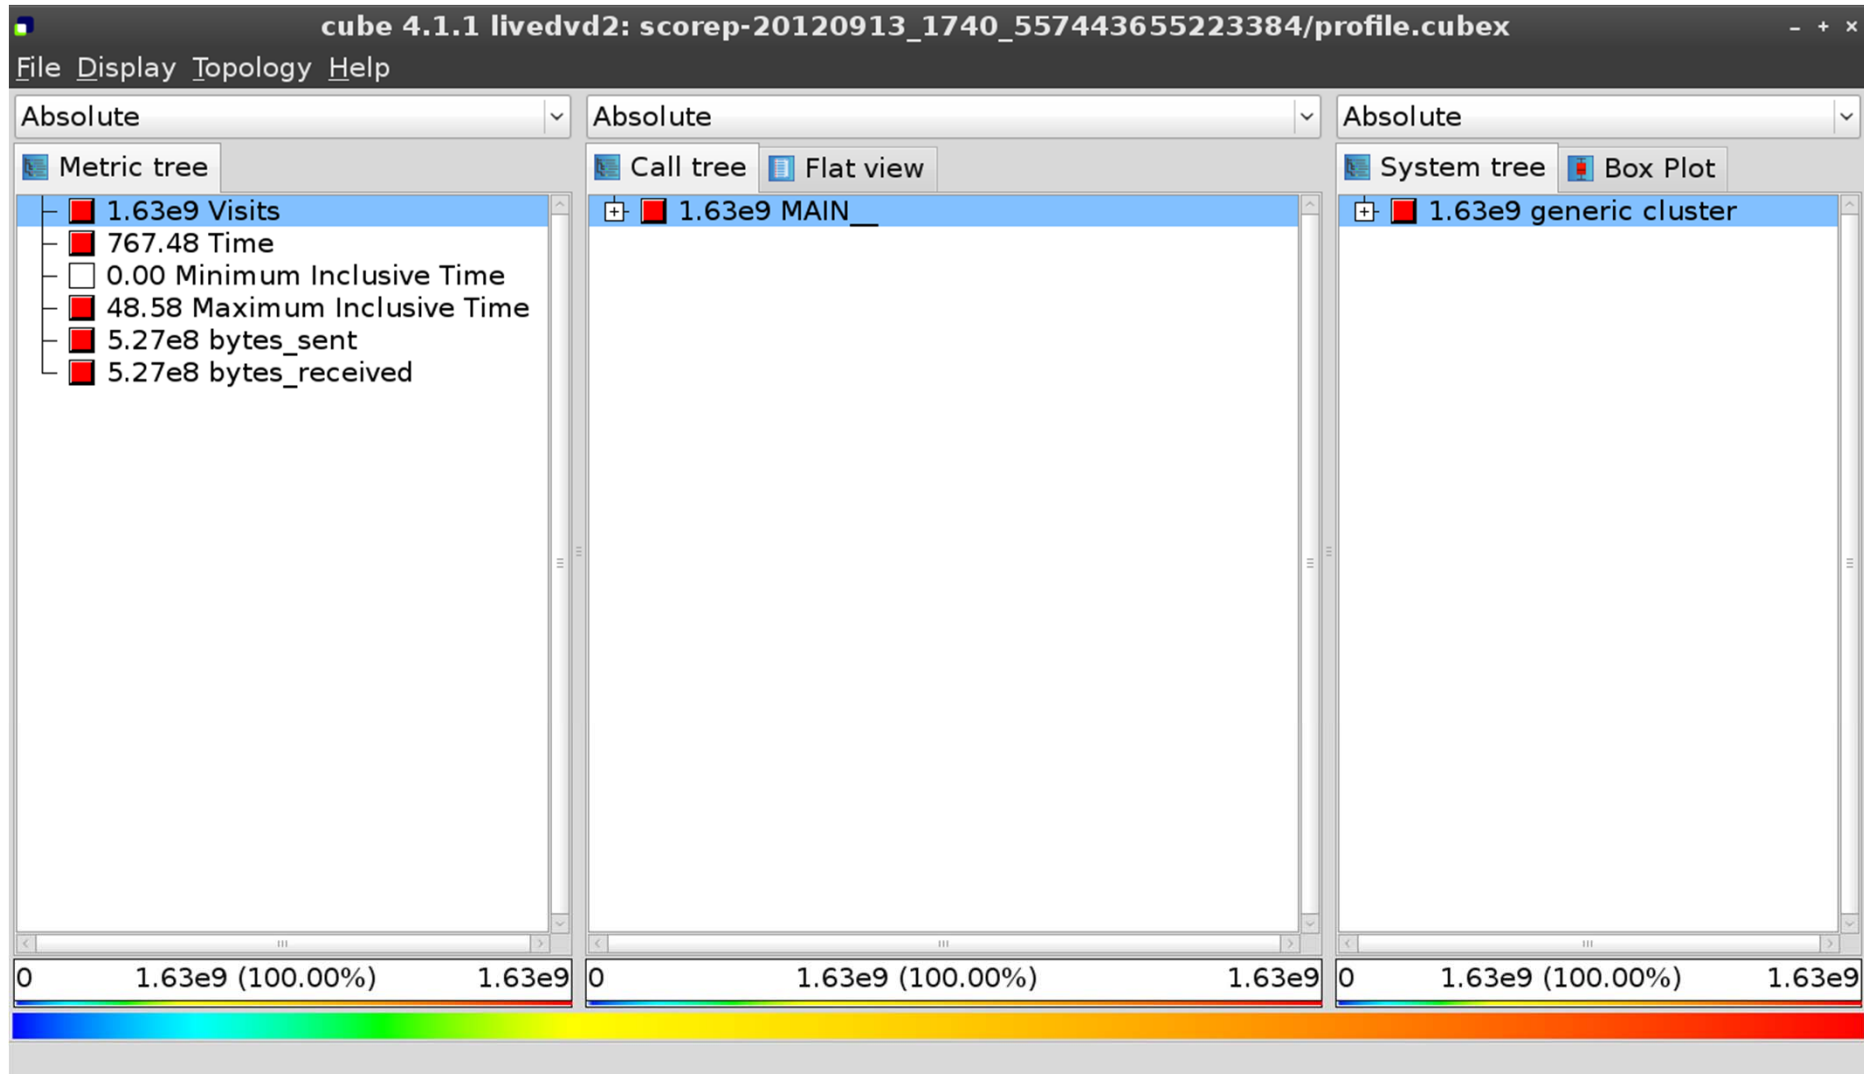 cube 4.1.1 livedvd2: scorep-20120913_1740_557443655223384/profile.cubex
File Display Topology Help
Absolute
Absolute
Absolute
Metric tree
Call tree
Flat view
System tree
Box Plot
1.63e9 Visits
767.48 Time
0.00 Minimum Inclusive Time
48.58 Maximum Inclusive Time
5.27e8 bytes_sent
5.27e8 bytes_received
1.63e9 MAIN__
1.63e9 generic cluster
0 1.63e9 (100.00%) 1.63e9
0 1.63e9 (100.00%) 1.63e9
0 1.63e9 (100.00%) 1.63e9